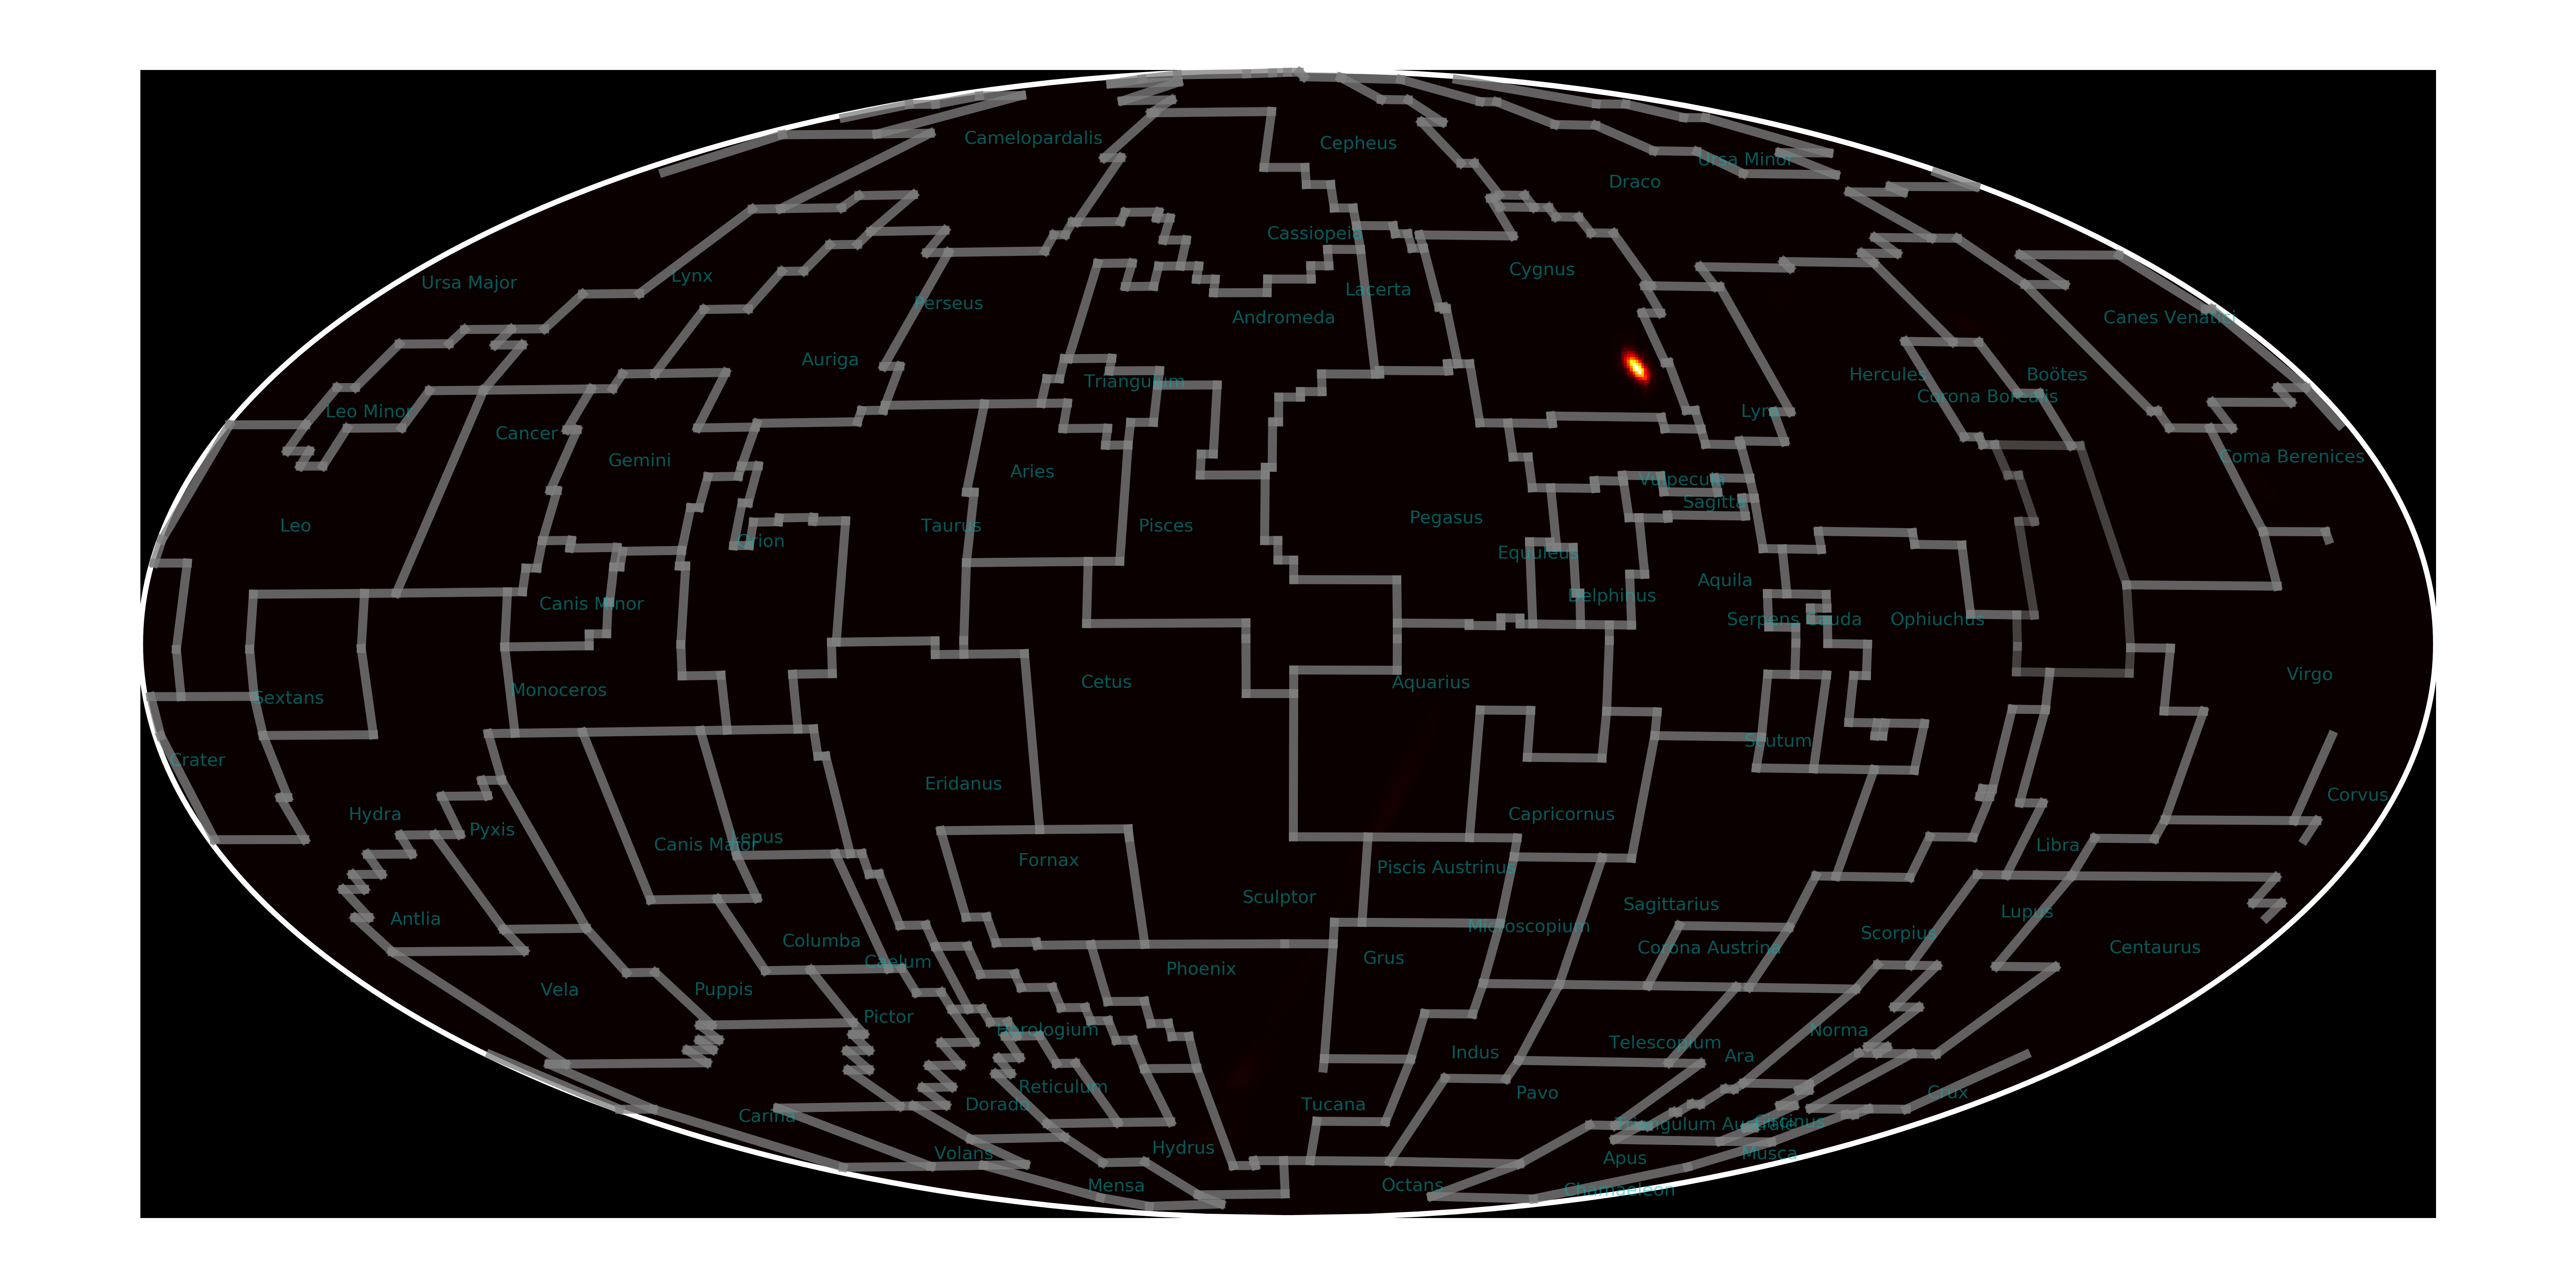 Camelopardalis
Cepheus
Ursa Minor
Draco
Cassiopeia
Cygnus
Ursa Major
Lynx
Lacerta
Perseus
Andromeda
Canes Venatici
Auriga
Triangulum
Hercules
Boötes
Corona Borealis
Leo Minor
Lyra
Cancer
Gemini
Aries
Coma Berenices
Vulpecula
Sagitta
Leo
Orion
Taurus
Pisces
Pegasus
Equuleus
Aquila
Canis Minor
Delphinus
Serpens Cauda
Ophiuchus
Virgo
Sextans
Monoceros
Cetus
Aquarius
Scutum
Crater
Eridanus
Corvus
Hydra
Pyxis
Capricornus
Canis Major
Lepus
Libra
Fornax
Piscis Austrinus
Sculptor
Sagittarius
Lupus
Antlia
Microscopium
Scorpius
Columba
Corona Austrina
Centaurus
Caelum
Phoenix
Grus
Vela
Puppis
Pictor
Horologium
Norma
Telescopium
Indus
Ara
Reticulum
Pavo
Crux
Dorado
Tucana
Carina
Triangulum Australe
Circinus
Hydrus
Volans
Apus
Musca
Mensa
Octans
Chamaeleon